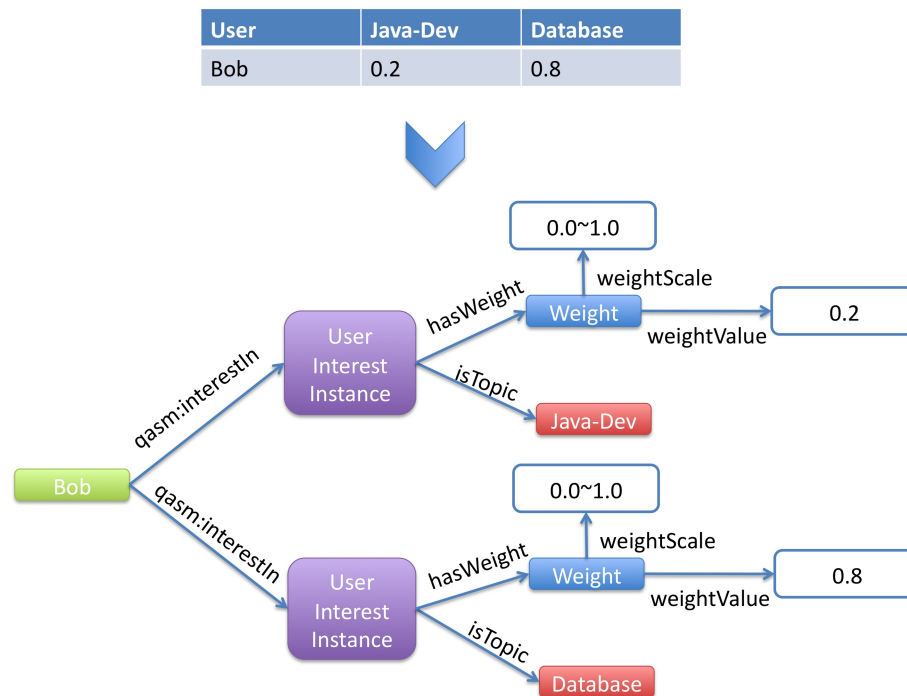 User Java-Dev Database
Bob 0.2 0.8
0.0~1.0
weightScale
hasWeight
Weight
0.2
weightValue
User
Interest
Instance
isTopic
Java-Dev
qasm:interestIn
Bob
qasm:interestIn
0.0~1.0
weightScale
hasWeight
Weight
0.8
weightValue
User
Interest
Instance
isTopic
Database